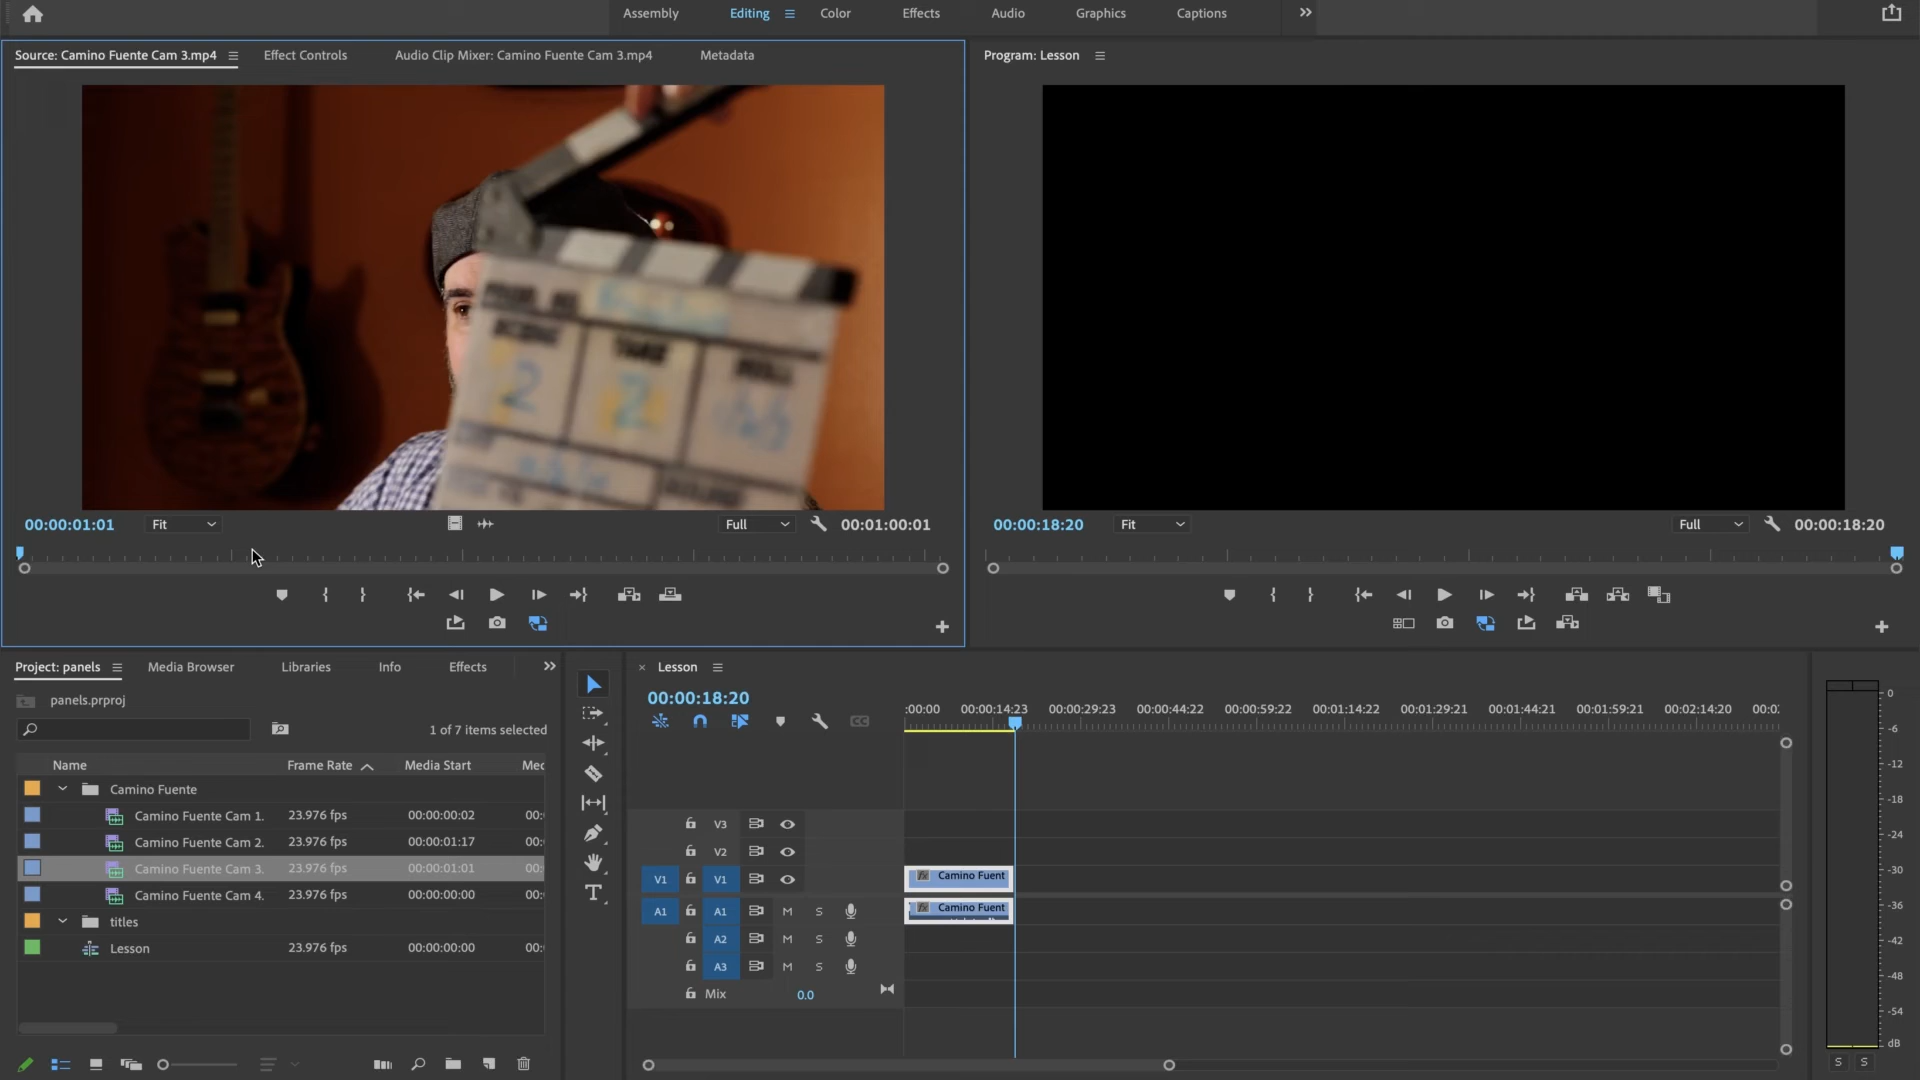 Assembly
Editing
Color
Effects
Audio
Graphics
Captions
Source: Camino Fuente Cam 3.mp4
Effect Controls
Audio Clip Mixer: Camino Fuente Cam 3.mp4
Metadata
Program: Lesson
SCENE
TAKE
ROLL
2
2
00:00:01:01
Fit
Full
00:01:00:01
00:00:18:20
Fit
Full
00:00:18:20
Project: panels
Media Browser
Libraries
Info
Effects
panels.prproj
1 of 7 items selected
Name
Frame Rate
Media Start
Camino Fuente
Camino Fuente Cam 1. 23.976 fps 00:00:00:02 00:
Camino Fuente Cam 2. 23.976 fps 00:00:01:17 00:
Camino Fuente Cam 3. 23.976 fps 00:00:01:01 00:
Camino Fuente Cam 4. 23.976 fps 00:00:00:00 00:
titles
Lesson 23.976 fps 00:00:00:00
Lesson
00:00:18:20
CC
:00:00
00:00:14:23
00:00:29:23
00:00:44:22
00:00:59:22
00:01:14:22
00:01:29:21
00:01:44:21
00:01:59:21
00:02:14:20
V3
V2
V1 V1
Camino Fuent
A1 A1 M S
Camino Fuent
A2 M S
A3 M S
Mix 0.0
0
-6
-12
-18
-24
-30
-36
-42
-48
-54
dB
S S